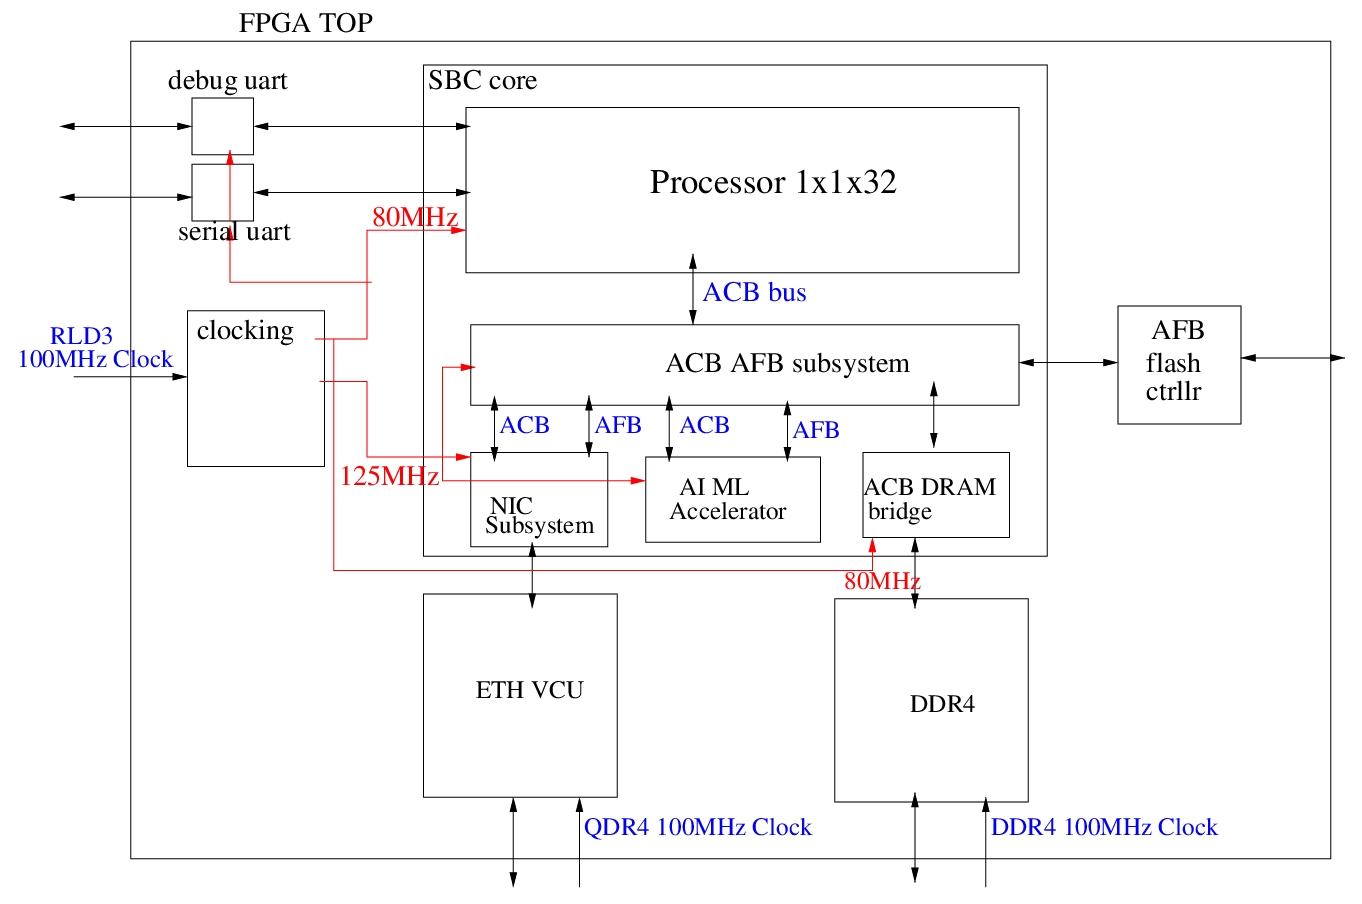 FPGA TOP
debug uart
SBC core
Processor 1x1x32
80MHz
serial uart
ACB bus
clocking
RLD3
100MHz Clock
ACB AFB subsystem
AFB
flash
ctrllr
ACB
AFB
ACB
AFB
125MHz
NIC
Subsystem
AI ML
Accelerator
ACB DRAM
bridge
80MHz
ETH VCU
DDR4
QDR4 100MHz Clock
DDR4 100MHz Clock